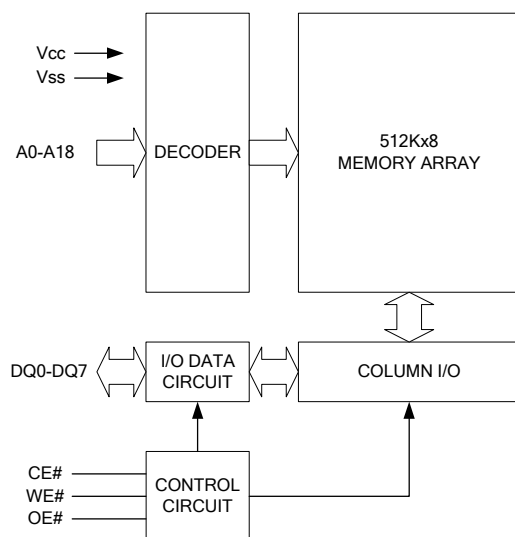 Vcc
Vss
A0-A18
DECODER
512Kx8
MEMORY ARRAY
DQ0-DQ7
I/O DATA
CIRCUIT
COLUMN I/O
CE#
WE#
OE#
CONTROL
CIRCUIT